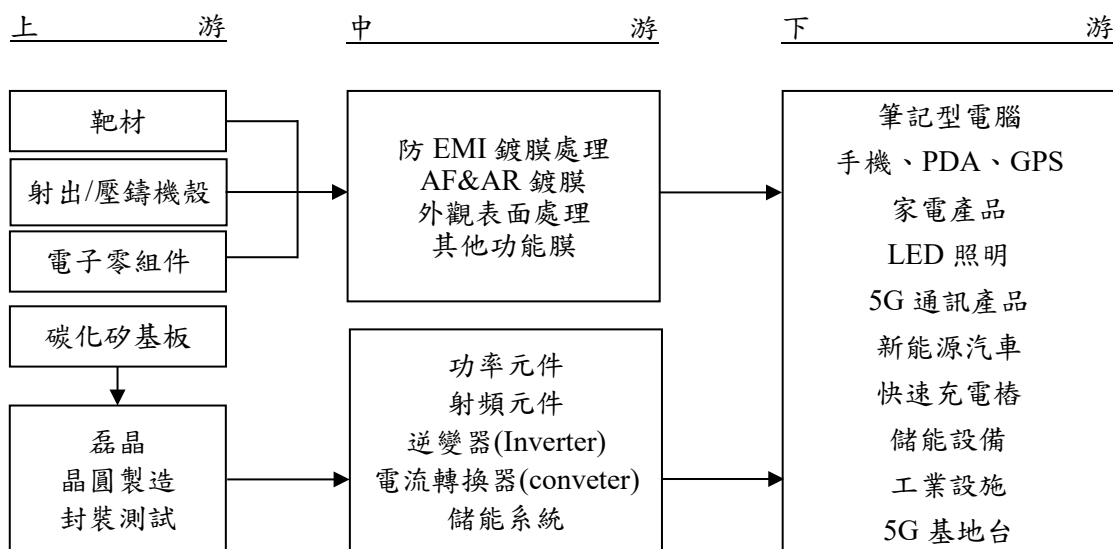 上 游
中 游
下 游
靶材
射出/壓鑄機殼
電子零組件
碳化矽基板
磊晶
晶圓製造
封裝測試
防 EMI 鍍膜處理
AF&AR 鍍膜
外觀表面處理
其他功能膜
功率元件
射頻元件
逆變器(Inverter)
電流轉換器(conveter)
儲能系統
筆記型電腦
手機、PDA、GPS
家電產品
LED 照明
5G 通訊產品
新能源汽車
快速充電樁
儲能設備
工業設施
5G 基地台